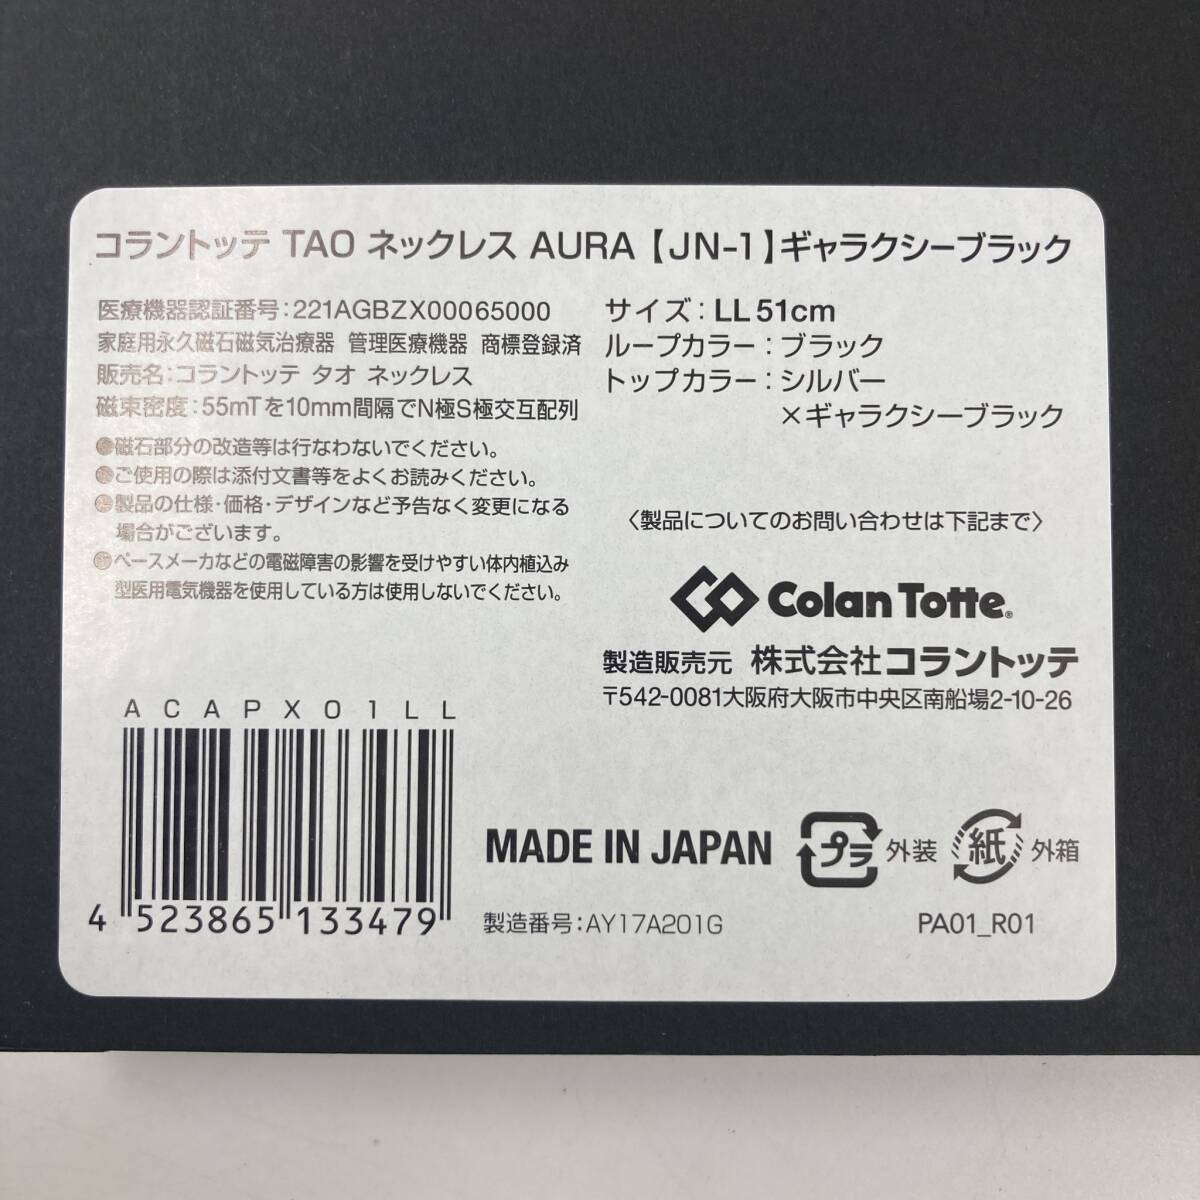 コラントッテ TAO ネックレス AURA【JN-1】ギャラクシーブラック
医療機器認証番号:221AGBZX00065000
家庭用永久磁石磁気治療器 管理医療機器 商標登録済
販売名:コラントッテ タオ ネックレス
磁束密度:55mTを10mm間隔でN極S極交互配列
●磁石部分の改造等は行なわないでください。
●ご使用の際は添付文書等をよくお読みください。
●製品の仕様・価格・デザインなど予告なく変更になる
場合がございます。
●ペースメーカなどの電磁障害の影響を受けやすい体内植込み
型医用電気機器を使用している方は使用しないでください。
サイズ:LL 51cm
ループカラー:ブラック
トップカラー:シルバー
×ギャラクシーブラック
〈製品についてのお問い合わせは下記まで〉
Colan Totte®
製造販売元 株式会社コラントッテ
〒542-0081大阪府大阪市中央区南船場2-10-26
ACAPX01LL
4 523865 133479
MADE IN JAPAN
プラ 外装 紙 外箱
製造番号:AY17A201G
PA01_R01